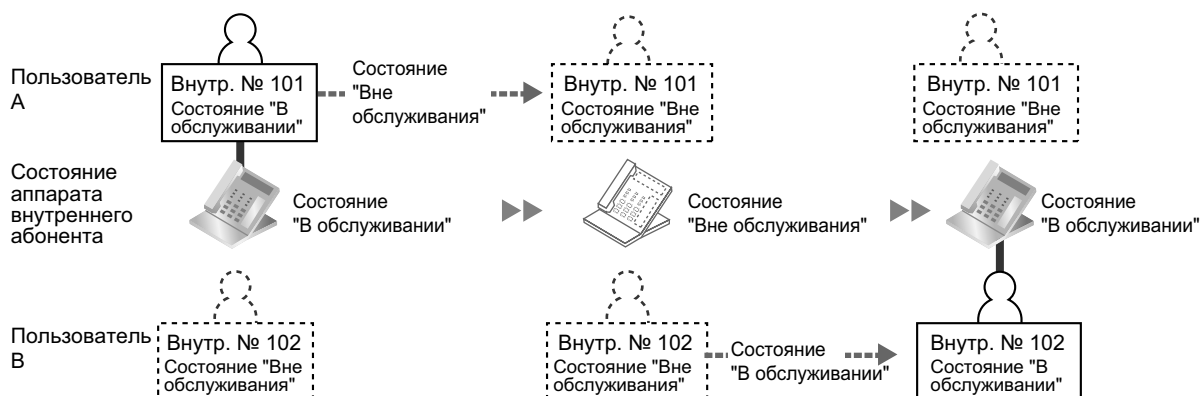 Пользователь
A
Внутр. № 101
Состояние "В
обслуживании"
Состояние
"Вне
обслуживания"
Внутр. № 101
Состояние "Вне
обслуживания"
Внутр. № 101
Состояние "Вне
обслуживания"
Состояние
аппарата
внутреннего
абонента
Состояние
"В обслуживании"
Состояние
"Вне обслуживания"
Состояние
"В обслуживании"
Пользователь
B
Внутр. № 102
Состояние "Вне
обслуживания"
Внутр. № 102
Состояние "Вне
обслуживания"
Состояние
"В обслуживании"
Внутр. № 102
Состояние "В
обслуживании"